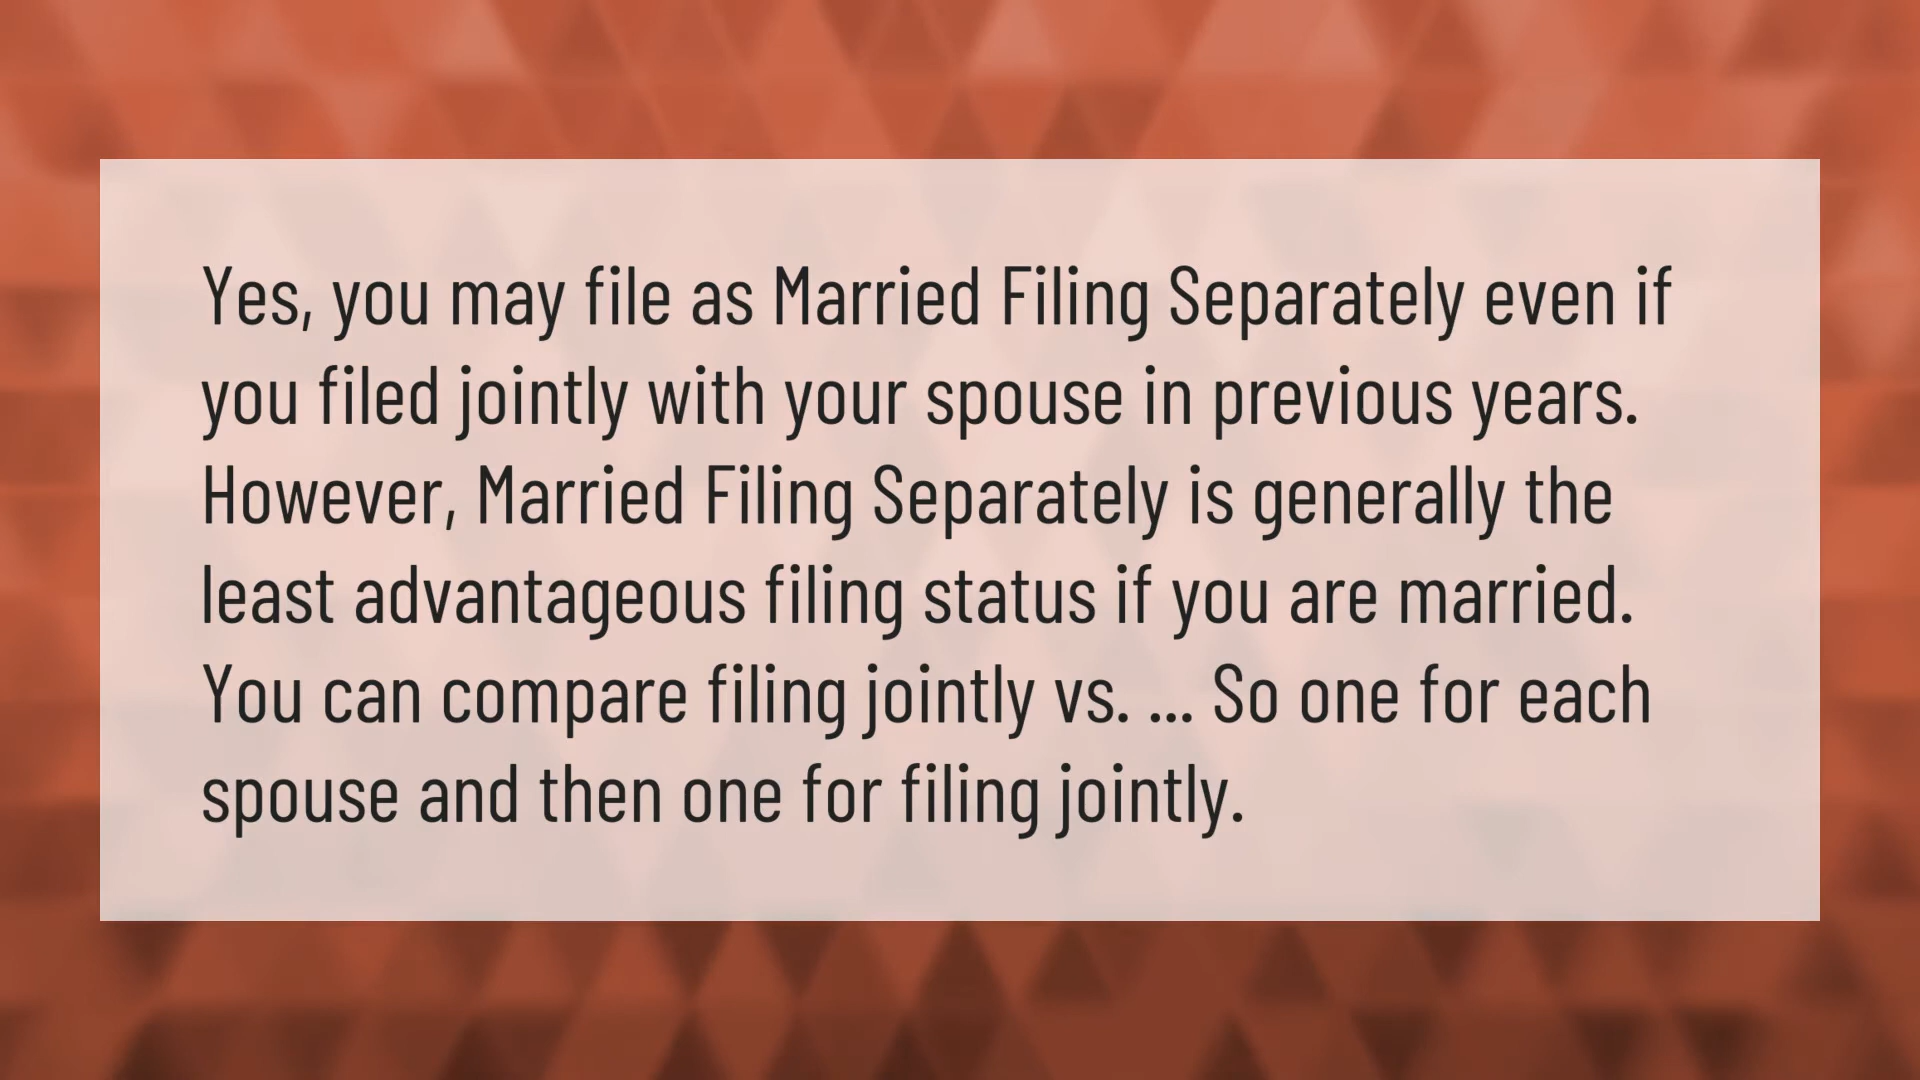 Yes, you may file as Married Filing Separately even if
you filed jointly with your spouse in previous years.
However, Married Filing Separately is generally the
least advantageous filing status if you are married.
You can compare filing jointly vs. ... So one for each
spouse and then one for filing jointly.